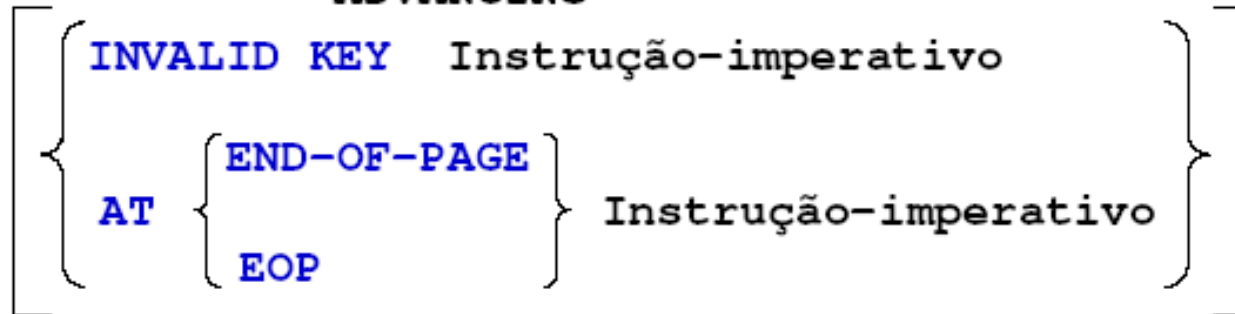 INVALID KEY Instrução-imperativo
END-OF-PAGE
AT Instrução-imperativo
EOP